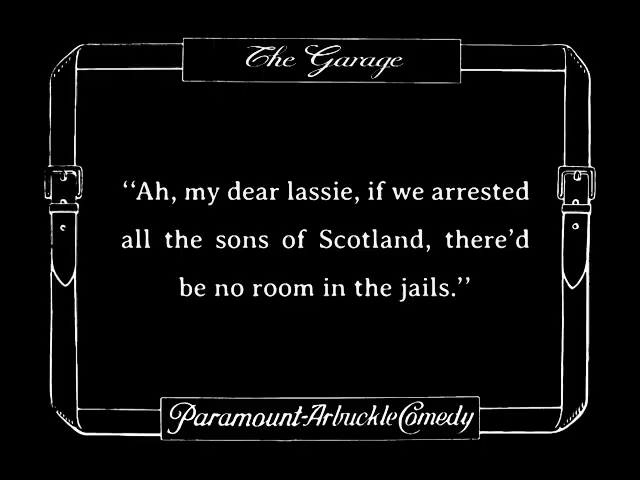 The Garage
“Ah, my dear lassie, if we arrested
all the sons of Scotland, there’d
be no room in the jails.”
Paramount-Arbuckle Comedy